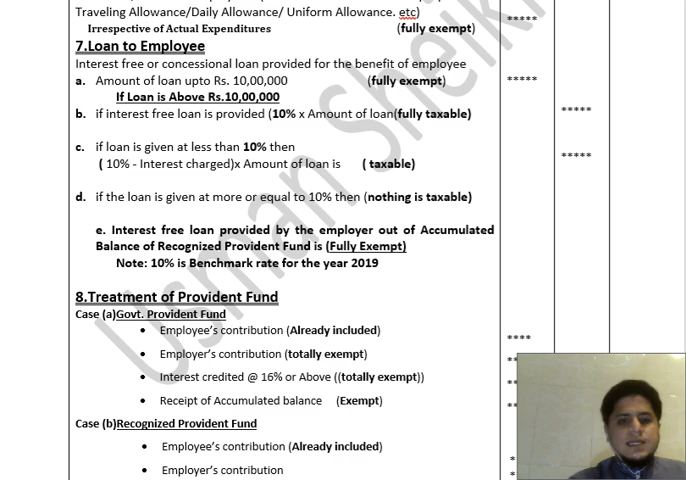 Traveling Allowance/Daily Allowance/ Uniform Allowance. etc)
Irrespective of Actual Expenditures (fully exempt) *****
7.Loan to Employee
Interest free or concessional loan provided for the benefit of employee
a. Amount of loan upto Rs. 10,00,000 (fully exempt) *****
If Loan is Above Rs.10,00,000
b. if interest free loan is provided (10% x Amount of loan(fully taxable) *****
c. if loan is given at less than 10% then
( 10% - Interest charged)x Amount of loan is ( taxable) *****
d. if the loan is given at more or equal to 10% then (nothing is taxable)
e. Interest free loan provided by the employer out of Accumulated
Balance of Recognized Provident Fund is (Fully Exempt)
Note: 10% is Benchmark rate for the year 2019
8.Treatment of Provident Fund
Case (a)Govt. Provident Fund
• Employee's contribution (Already included) ****
• Employer's contribution (totally exempt) **
• Interest credited @ 16% or Above ((totally exempt)) **
• Receipt of Accumulated balance (Exempt) **
Case (b)Recognized Provident Fund
• Employee's contribution (Already included) *
• Employer's contribution *
Usman Sheikh